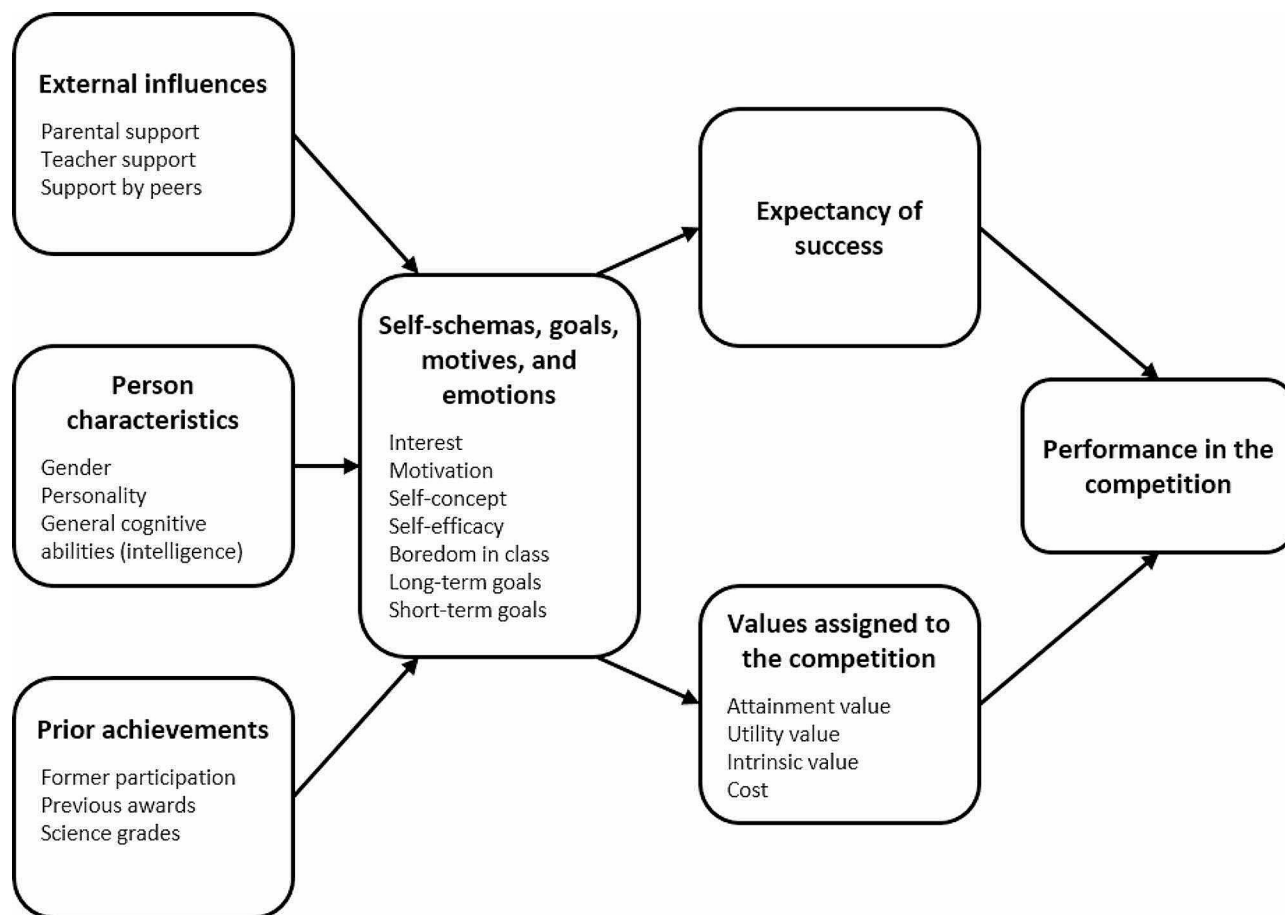 External influences
Parental support
Teacher support
Support by peers
Person
characteristics
Gender
Personality
General cognitive
abilities (intelligence)
Prior achievements
Former participation
Previous awards
Science grades
Self-schemas, goals,
motives, and
emotions
Interest
Motivation
Self-concept
Self-efficacy
Boredom in class
Long-term goals
Short-term goals
Expectancy of
success
Values assigned to
the competition
Attainment value
Utility value
Intrinsic value
Cost
Performance in the
competition